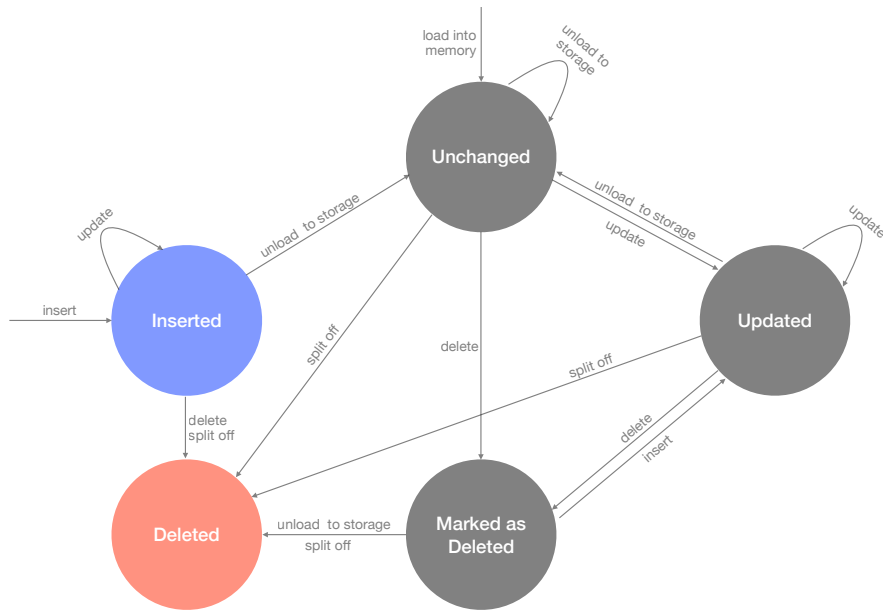 load into
memory
unload to
storage
Unchanged
update
unload to storage
unload to storage
update
update
insert
Inserted
Updated
split off
delete
split off
delete
split off
delete
insert
Deleted
unload to storage
split off
Marked as
Deleted